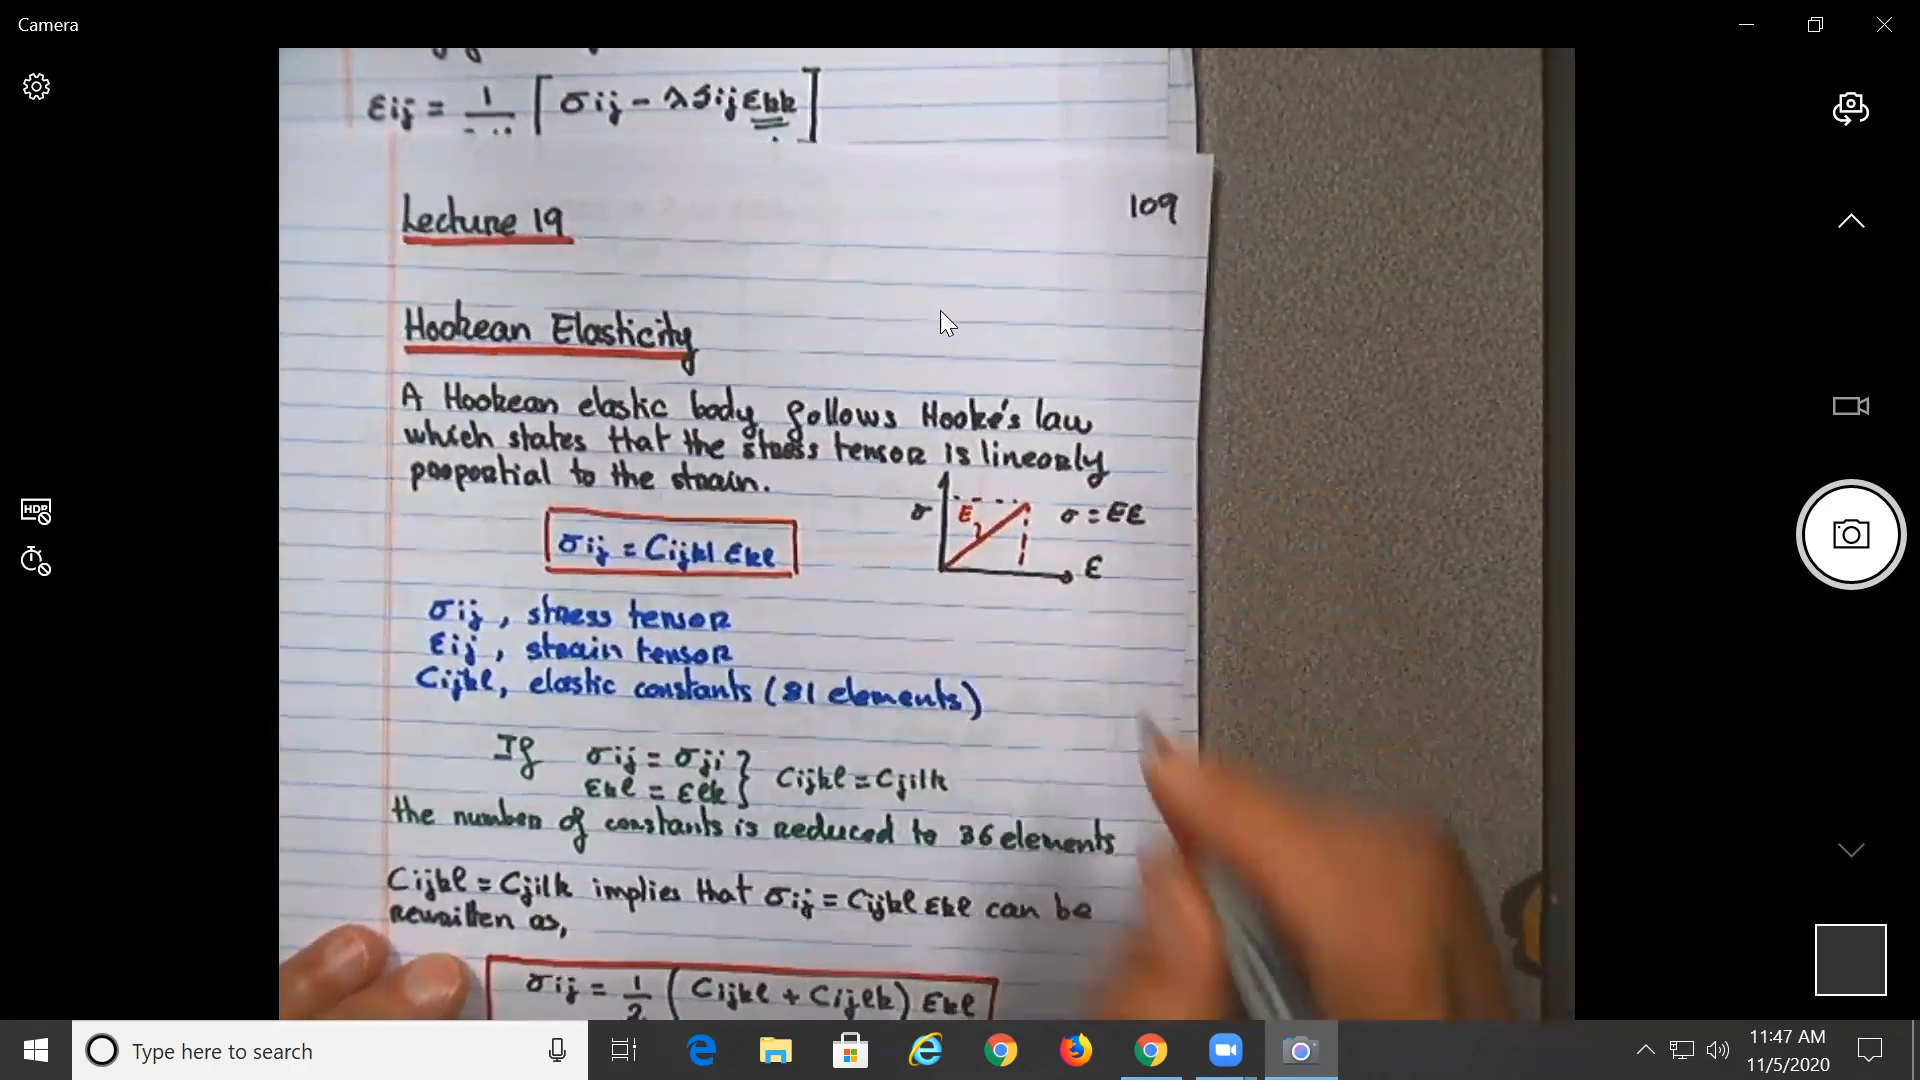 Camera
εij = 1/ [ σij - λδij εkk ]
Lecture 19
109
Hookean Elasticity
A Hookean elastic body follows Hooke's law
which states that the stress tensor is linearly
proportial to the strain.
σij = Cijkl εkl
σ
E
σ = Eε
ε
σij, stress tensor
εij, strain tensor
Cijkl, elastic constants (81 elements)
If σij = σji
εkl = εlk } Cijkl = Cjilk
the number of constants is reduced to 36 elements
Cijkl = Cjilk implies that σij = Cijkl εkl can be
rewritten as,
σij = 1/2 (Cijkl + Cijlk) εkl
HDR
Type here to search
11:47 AM
11/5/2020